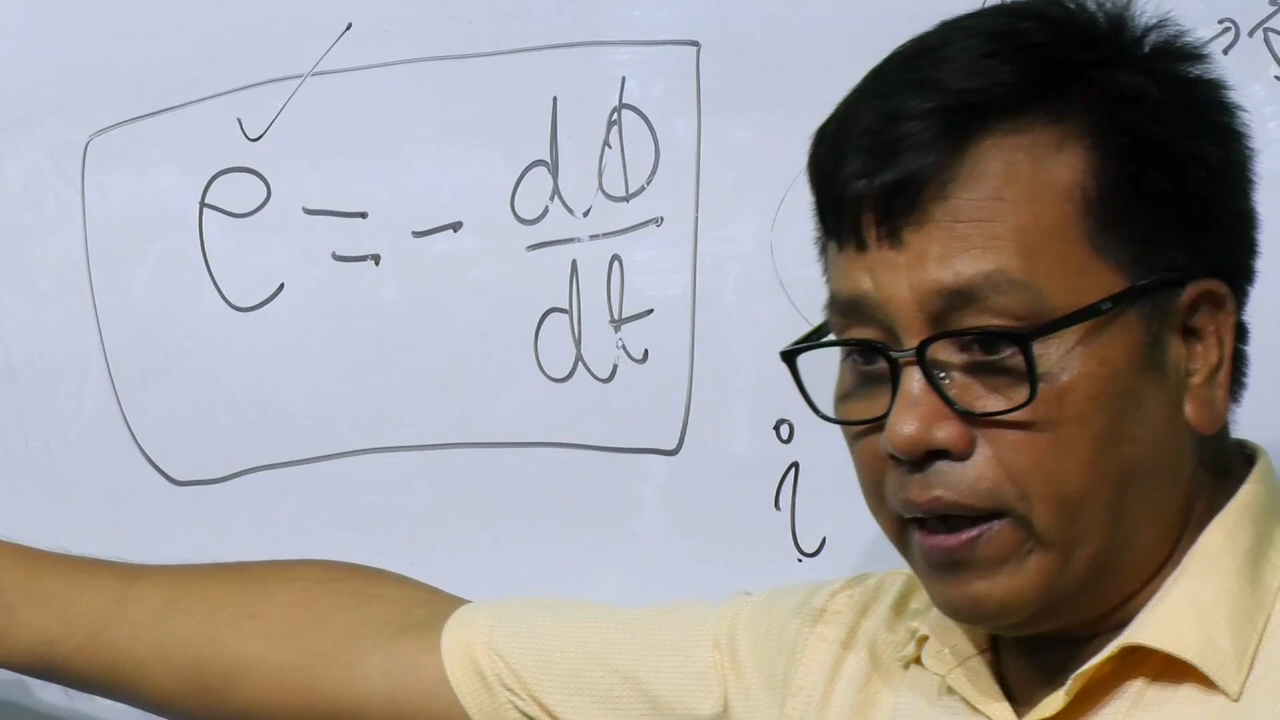 e = - dΦ/dt
i